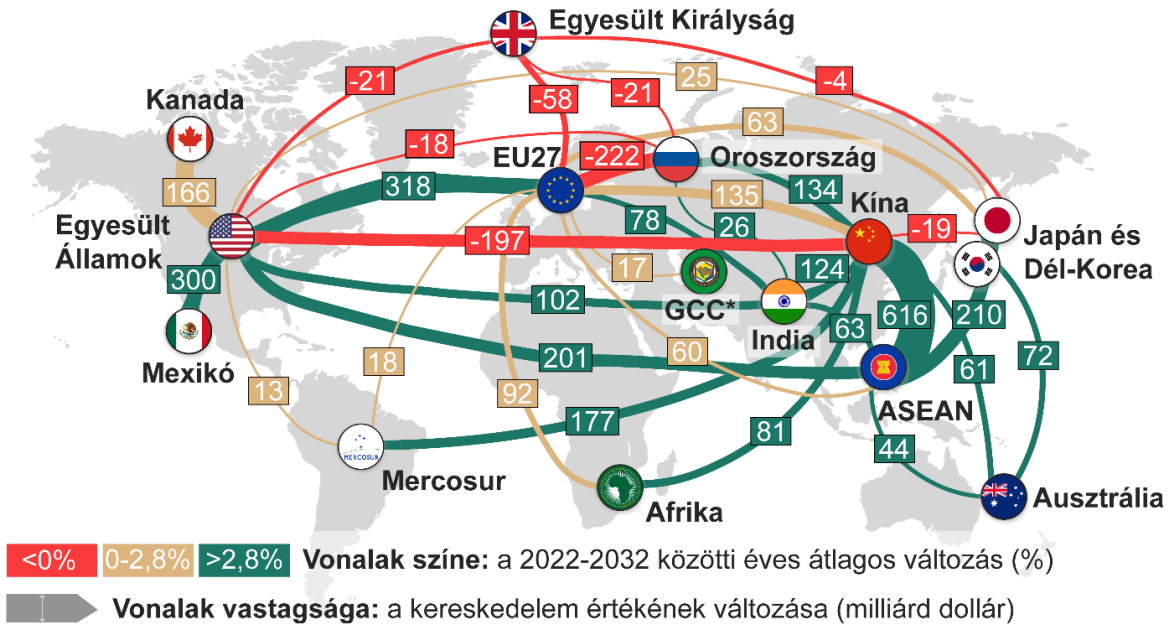 Egyesült Királyság
-21
25
-4
Kanada
-58
-21
63
-18
EU27
-222
Oroszország
166
318
135
134
Kína
Egyesült
Államok
78
26
-19
Japán és
Dél-Korea
-197
17
124
300
102
GCC*
India
63
616
210
Mexikó
18
201
60
61
72
13
92
ASEAN
177
81
44
MERCOSUR
Mercosur
Afrika
Ausztrália
<0%
0-2,8%
>2,8%
Vonalak színe: a 2022-2032 közötti éves átlagos változás (%)
Vonalak vastagsága: a kereskedelem értékének változása (milliárd dollár)